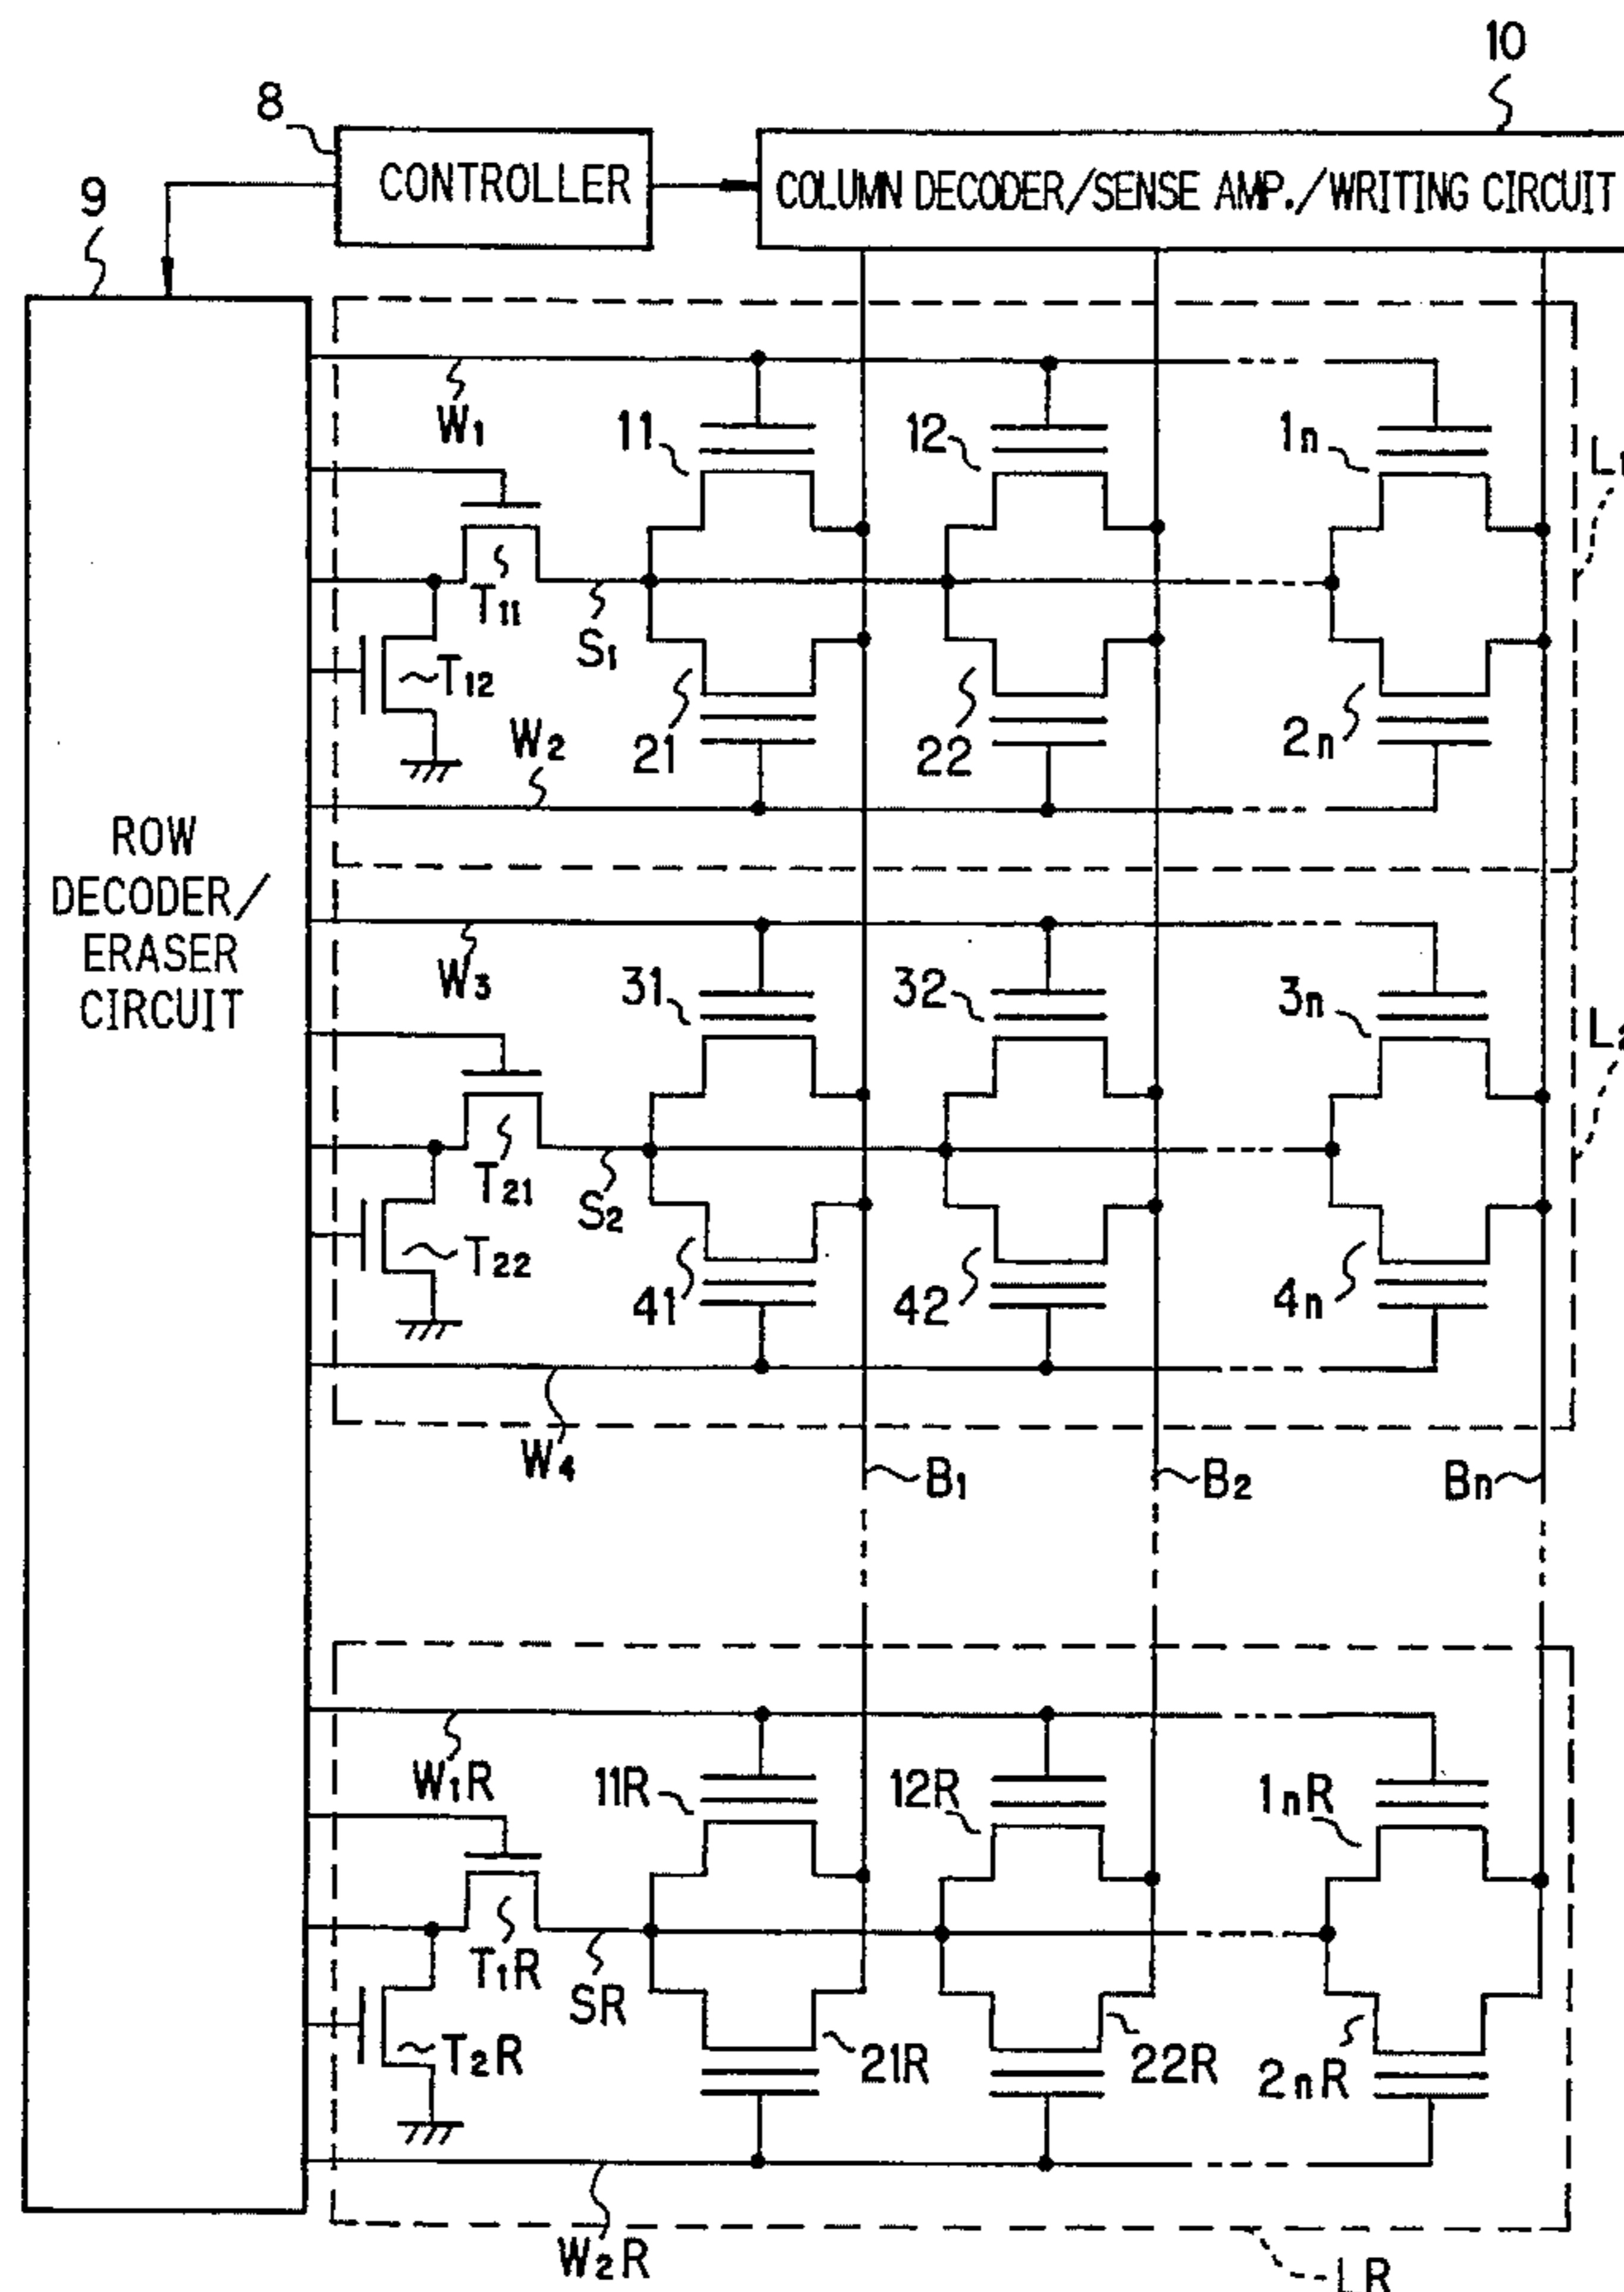 10
8
CONTROLLER
COLUMN DECODER/SENSE AMP./WRITING CIRCUIT
9
W1
11
12
1n
T11
S1
T12
21
22
2n
W2
ROW
DECODER/
ERASER
CIRCUIT
W3
31
32
3n
T21
S2
T22
41
42
4n
W4
B1
B2
Bn
W1R
11R
12R
1nR
T1R
SR
T2R
21R
22R
2nR
W2R
LR